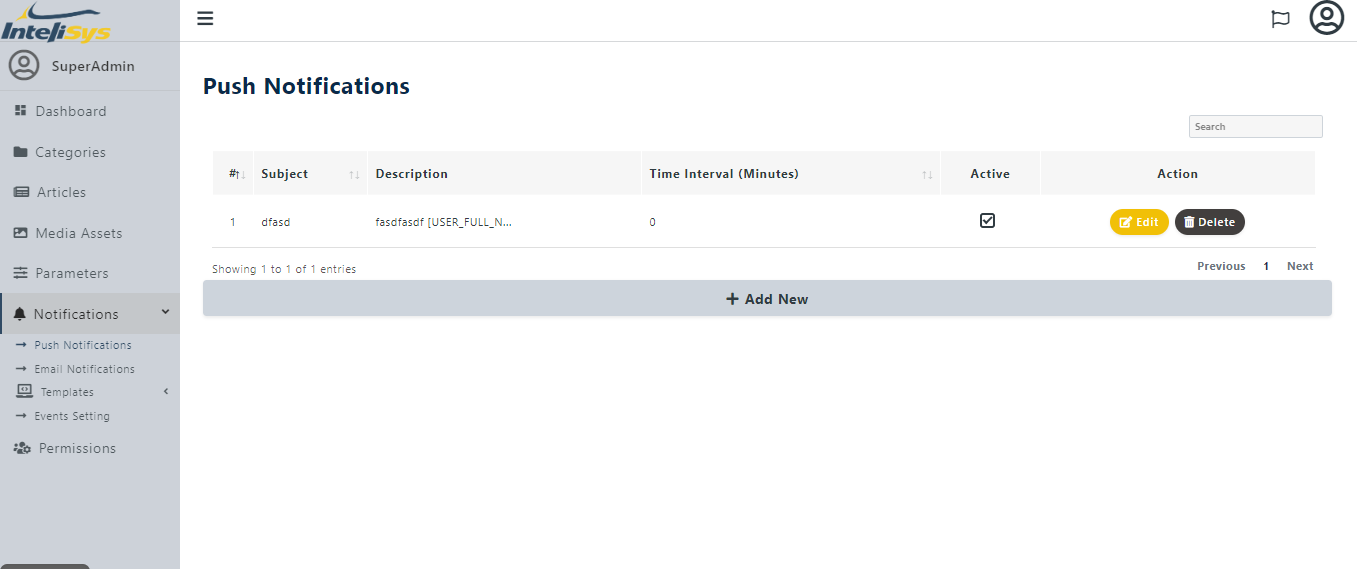 InteliSys
SuperAdmin
Dashboard
Categories
Articles
Media Assets
Parameters
Notifications
Push Notifications
Email Notifications
Templates
Events Setting
Permissions
Push Notifications
Search
# Subject Description Time Interval (Minutes) Active Action
1 dfasd fasdfasdf [USER_FULL_N... 0 Edit Delete
Showing 1 to 1 of 1 entries
Previous 1 Next
Add New